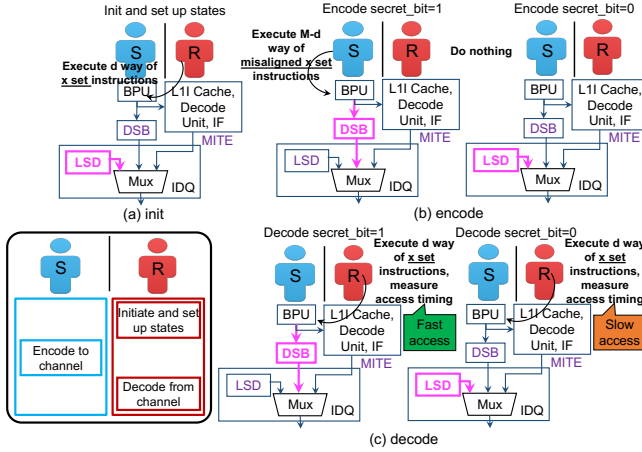 Init and set up states
S
R
Execute d way of
x set instructions
BPU
L1I Cache,
Decode
Unit, IF
DSB
MITE
LSD
Mux
IDQ
(a) init
Encode secret_bit=1
Execute M-d
way of
misaligned x set
instructions
S
R
BPU
L1I Cache,
Decode
Unit, IF
DSB
MITE
LSD
Mux
IDQ
Encode secret_bit=0
Do nothing
S
R
BPU
L1I Cache,
Decode
Unit, IF
DSB
MITE
LSD
Mux
IDQ
(b) encode
S
R
Initiate and set
up states
Encode to
channel
Decode from
channel
Decode secret_bit=1
S
R
Execute d way
of x set
instructions,
measure
access timing
BPU
L1I Cache,
Decode
Unit, IF
Fast
access
DSB
MITE
LSD
Mux
IDQ
Decode secret_bit=0
S
R
Execute d way
of x set
instructions,
measure
access timing
BPU
L1I Cache,
Decode
Unit, IF
Slow
access
DSB
MITE
LSD
Mux
IDQ
(c) decode